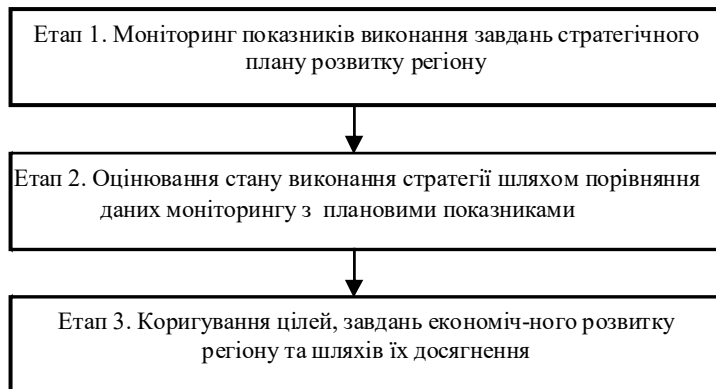 Етап 1. Моніторинг показників виконання завдань стратегічного
плану розвитку регіону
Етап 2. Оцінювання стану виконання стратегії шляхом порівняння
даних моніторингу з плановими показниками
Етап 3. Коригування цілей, завдань економіч-ного розвитку
регіону та шляхів їх досягнення